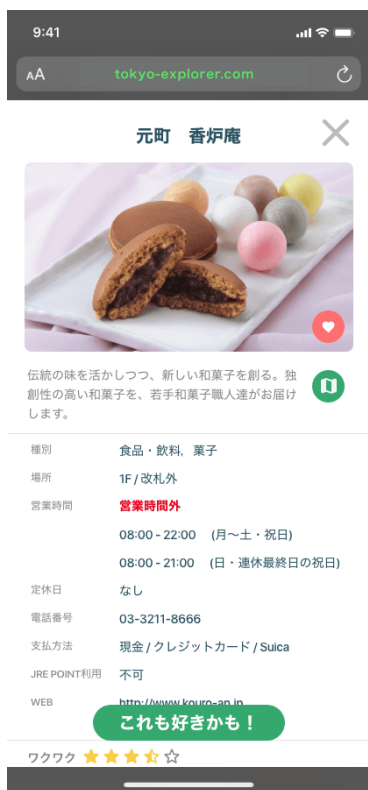 9:41
AA tokyo-explorer.com
元町　香炉庵
伝統の味を活かしつつ、新しい和菓子を創る。独
創性の高い和菓子を、若手和菓子職人達がお届け
します。
種別 食品・飲料, 菓子
場所 1F / 改札外
営業時間 営業時間外
08:00 - 22:00 (月〜土・祝日)
08:00 - 21:00 (日・連休最終日の祝日)
定休日 なし
電話番号 03-3211-8666
支払方法 現金 / クレジットカード / Suica
JRE POINT利用 不可
WEB http://www.kouro-an.jp
これも好きかも！
ワクワク